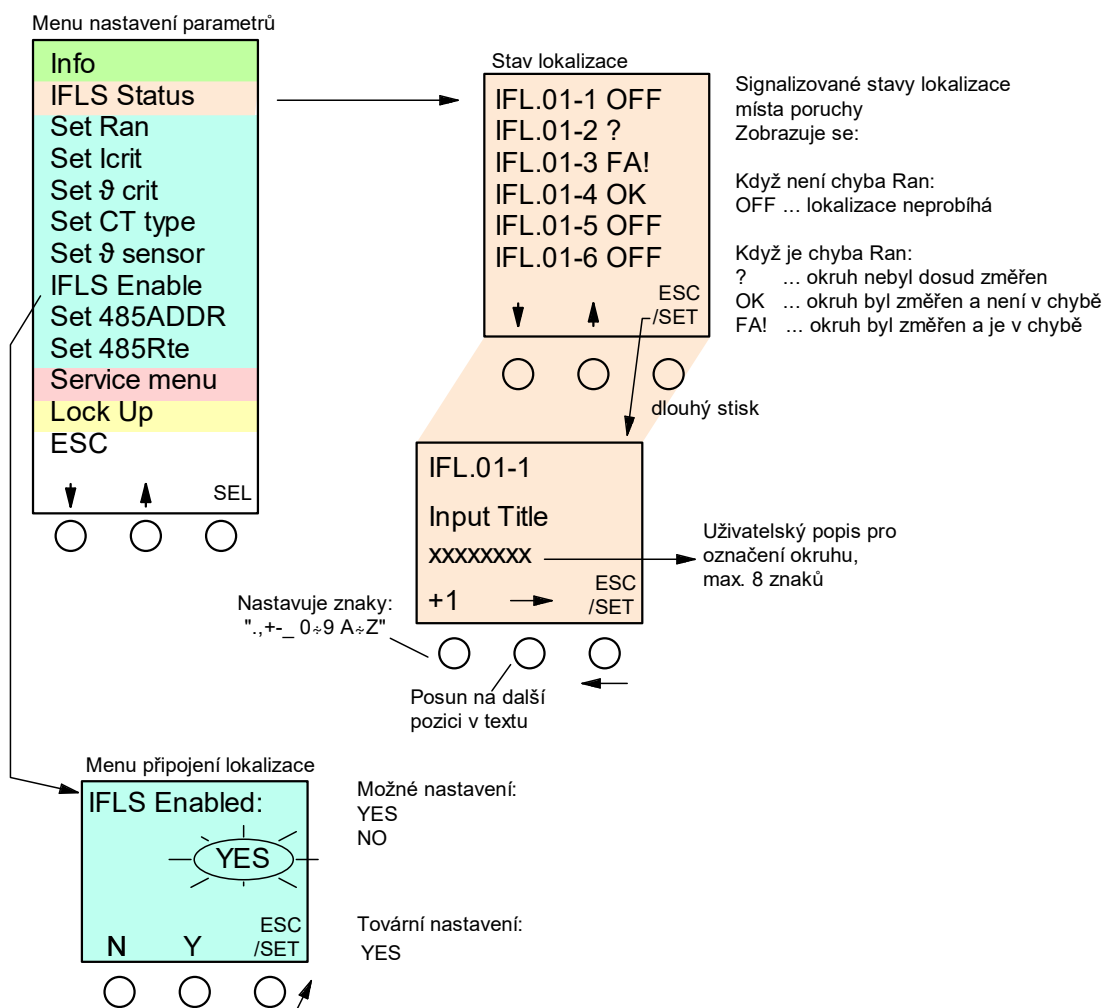 Menu nastavení parametrů
Info
IFLS Status
Set Ran
Set Icrit
Set ϑ crit
Set CT type
Set ϑ sensor
IFLS Enable
Set 485ADDR
Set 485Rte
Service menu
Lock Up
ESC
SEL
Stav lokalizace
IFL.01-1 OFF
IFL.01-2 ?
IFL.01-3 FA!
IFL.01-4 OK
IFL.01-5 OFF
IFL.01-6 OFF
ESC
/SET
dlouhý stisk
Signalizované stavy lokalizace
místa poruchy
Zobrazuje se:
Když není chyba Ran:
OFF ... lokalizace neprobíhá
Když je chyba Ran:
? ... okruh nebyl dosud změřen
OK ... okruh byl změřen a není v chybě
FA! ... okruh byl změřen a je v chybě
IFL.01-1
Input Title
xxxxxxxx
+1 → ESC
/SET
Uživatelský popis pro
označení okruhu,
max. 8 znaků
Nastavuje znaky:
".,+-_ 0÷9 A÷Z"
Posun na další
pozici v textu
Menu připojení lokalizace
IFLS Enabled:
YES
N Y ESC
/SET
Možné nastavení:
YES
NO
Tovární nastavení:
YES